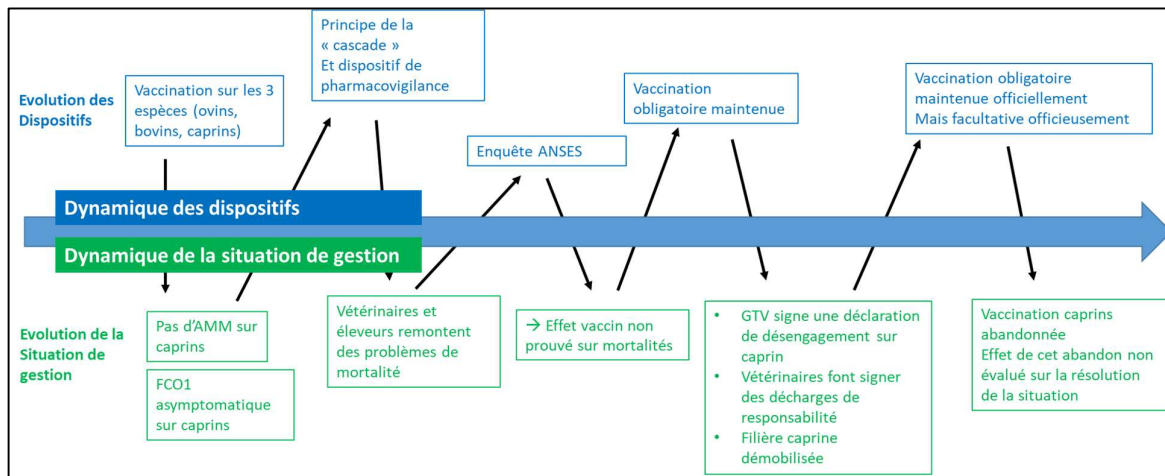 Evolution des
Dispositifs
Vaccination sur les 3
espèces (ovins,
bovins, caprins)
Principe de la
« cascade »
Et dispositif de
pharmacovigilance
Enquête ANSES
Vaccination
obligatoire maintenue
Vaccination obligatoire
maintenue officiellement
Mais facultative officieusement
Dynamique des dispositifs
Dynamique de la situation de gestion
Evolution de la
Situation de
gestion
Pas d'AMM sur
caprins
FCO1
asymptomatique
sur caprins
Vétérinaires et
éleveurs remontent
des problèmes de
mortalité
→ Effet vaccin non
prouvé sur mortalités
• GTV signe une déclaration
de désengagement sur
caprin
• Vétérinaires font signer
des décharges de
responsabilité
• Filière caprine
démobilisée
Vaccination caprins
abandonnée
Effet de cet abandon non
évalué sur la résolution
de la situation